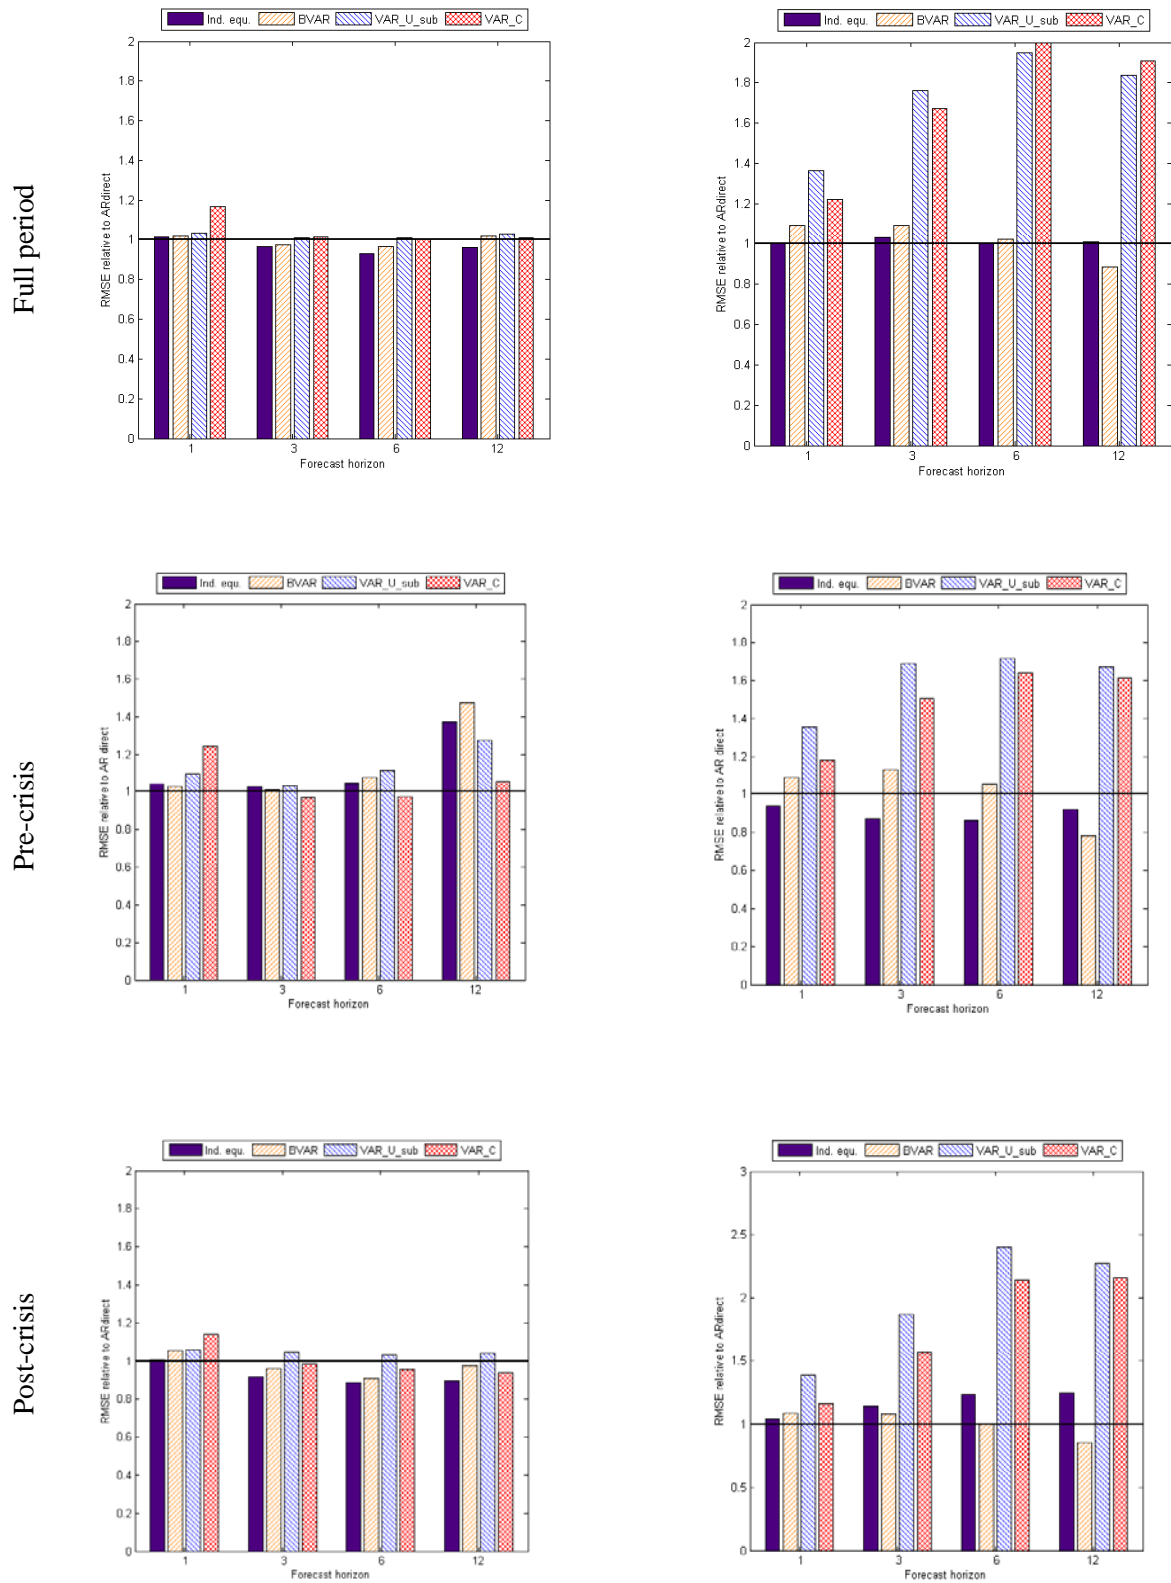 Full period
Ind. equ. BVAR VAR_U_sub VAR_C
RMSE relative to ARdirect
2
1.8
1.6
1.4
1.2
1
0.8
0.6
0.4
0.2
0
1 3 6 12
Forecast horizon
Ind. equ. BVAR VAR_U_sub VAR_C
RMSE relative to ARdirect
2
1.8
1.6
1.4
1.2
1
0.8
0.6
0.4
0.2
0
1 3 6 12
Forecast horizon
Pre-crisis
Ind. equ. BVAR VAR_U_sub VAR_C
RMSE relative to AR direct
2
1.8
1.6
1.4
1.2
1
0.8
0.6
0.4
0.2
0
1 3 6 12
Forecast horizon
Ind. equ. BVAR VAR_U_sub VAR_C
RMSE relative to AR direct
2
1.8
1.6
1.4
1.2
1
0.8
0.6
0.4
0.2
0
1 3 6 12
Forecast horizon
Post-crisis
Ind. equ. BVAR VAR_U_sub VAR_C
RMSE relative to ARdirect
2
1.8
1.6
1.4
1.2
1
0.8
0.6
0.4
0.2
0
1 3 6 12
Forecast horizon
Ind. equ. BVAR VAR_U_sub VAR_C
RMSE relative to ARdirect
3
2.5
2
1.5
1
0.5
0
1 3 6 12
Forecast horizon